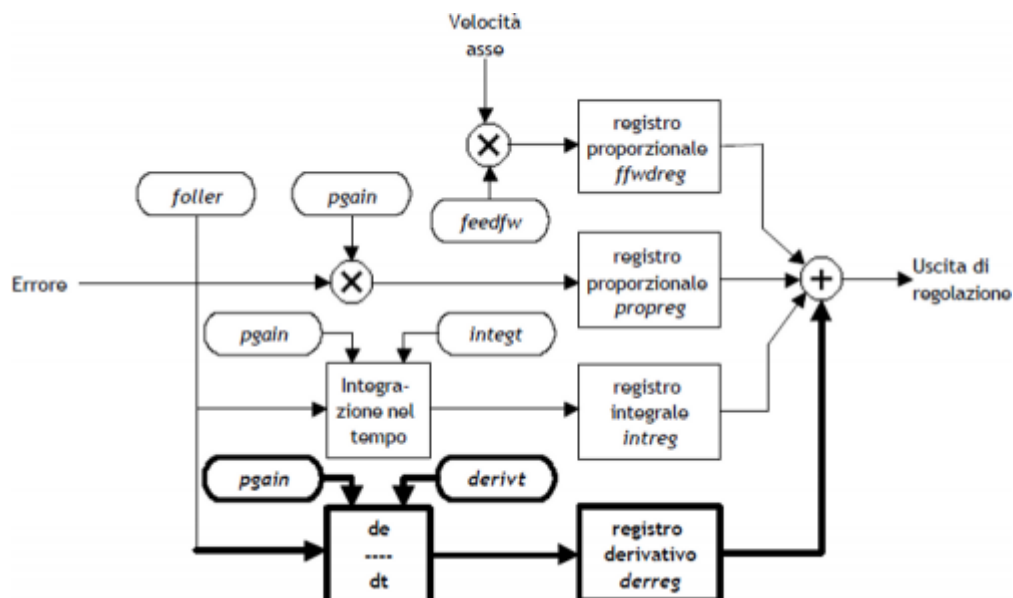 Velocità
asse
registro
proporzionale
ffwdreg
foller
pgain
feedfw
Errore
registro
proporzionale
propreg
Uscita di
regolazione
pgain
integt
Integra-
zione nel
tempo
registro
integrale
intreg
pgain
derivt
de
----
dt
registro
derivativo
derreg